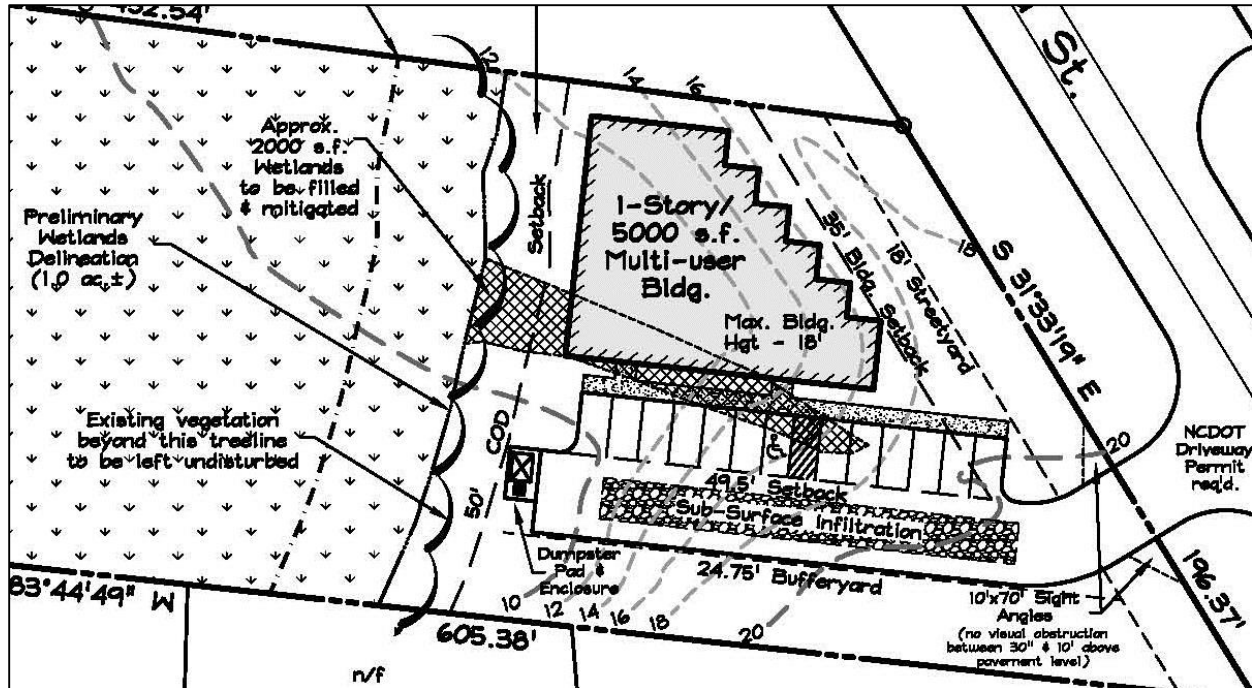 St.
12
14
16
Approx.
2000 s.f.
Wetlands
to be filled
& mitigated
Setback
1-Story/
5000 s.f.
Multi-user
Bldg.
Max. Bldg.
Hgt - 18'
35' Bldg. Setback
18' Streetyard
18
S 31°33'19" E
Preliminary
Wetlands
Delineation
(1.0 ac.±)
Existing vegetation
beyond this treeline
to be left undisturbed
COD
50'
49.5' Setback
Sub-Surface Infiltration
20
NCDOT
Driveway
Permit
req'd.
Dumpster
Pad &
Enclosure
24.75' Bufferyard
10'x70' Sight
Angles
(no visual obstruction
between 30" & 10' above
pavement level)
196.37'
83°44'49" W
605.38'
10
12
14
16
18
20
n/f